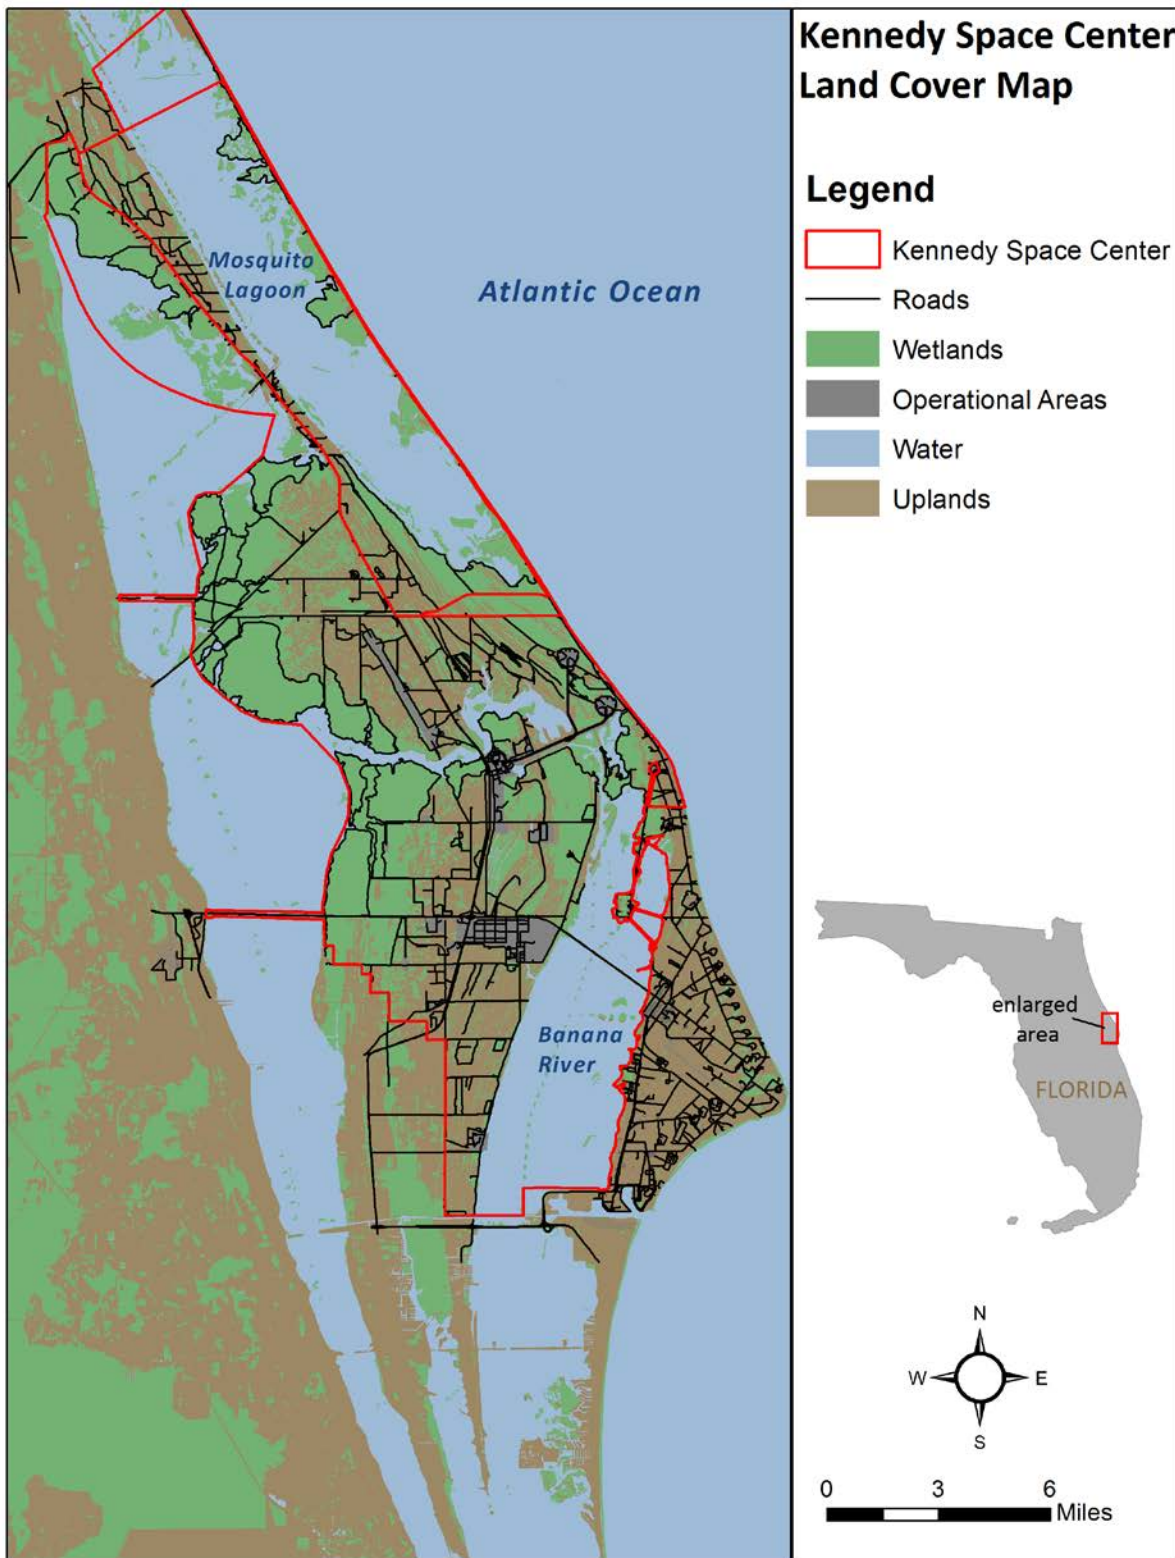 Kennedy Space Center
Land Cover Map
Legend
Kennedy Space Center
Roads
Wetlands
Operational Areas
Water
Uplands
Mosquito
Lagoon
Atlantic Ocean
Banana
River
enlarged
area
FLORIDA
N
W
E
S
0
3
6
Miles